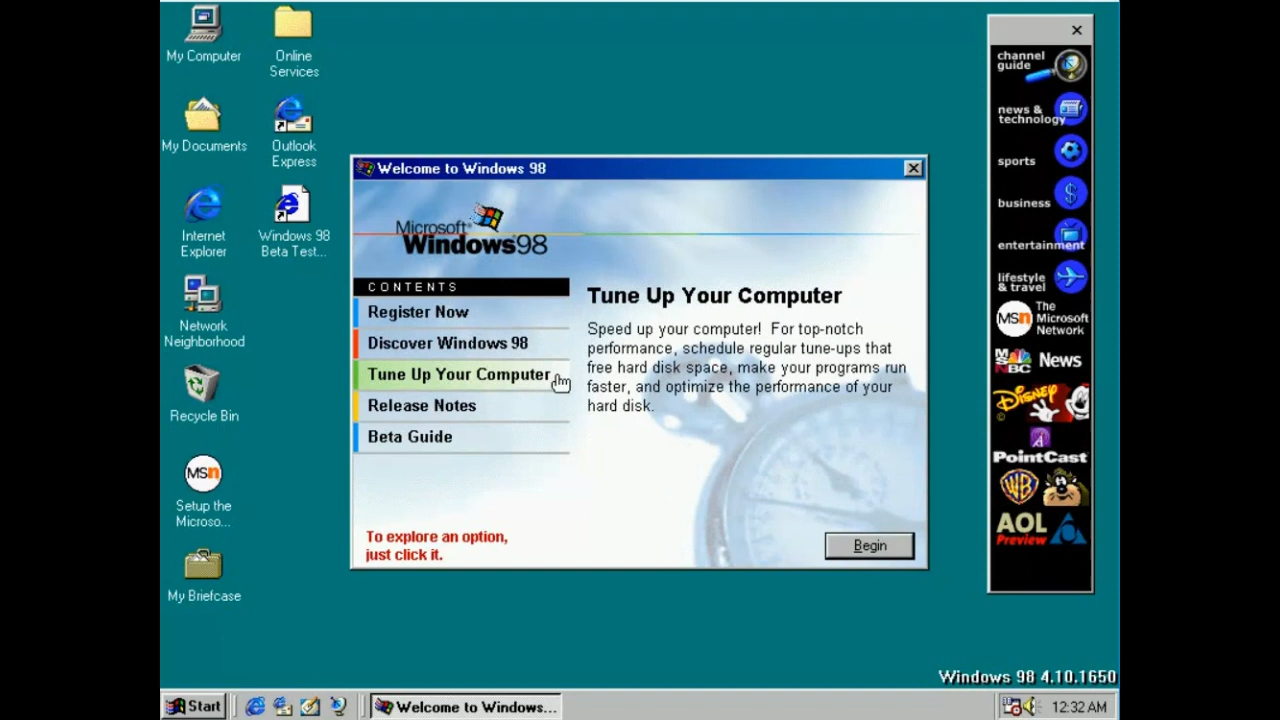 My Computer
Online
Services
My Documents
Outlook
Express
Internet
Explorer
Windows 98
Beta Test...
Network
Neighborhood
Recycle Bin
MSn
Setup the
Microso...
My Briefcase
Welcome to Windows 98
Microsoft®
Windows98
CONTENTS
Register Now
Discover Windows 98
Tune Up Your Computer
Release Notes
Beta Guide
To explore an option,
just click it.
Tune Up Your Computer
Speed up your computer! For top-notch
performance, schedule regular tune-ups that
free hard disk space, make your programs run
faster, and optimize the performance of your
hard disk.
Begin
channel
guide
news &
technology
sports
business
entertainment
lifestyle
& travel
MSn
The
Microsoft
Network
MSNBC News
Disney
©
PointCast
WB
AOL
Preview
Windows 98 4.10.1650
Start
Welcome to Windows...
12:32 AM